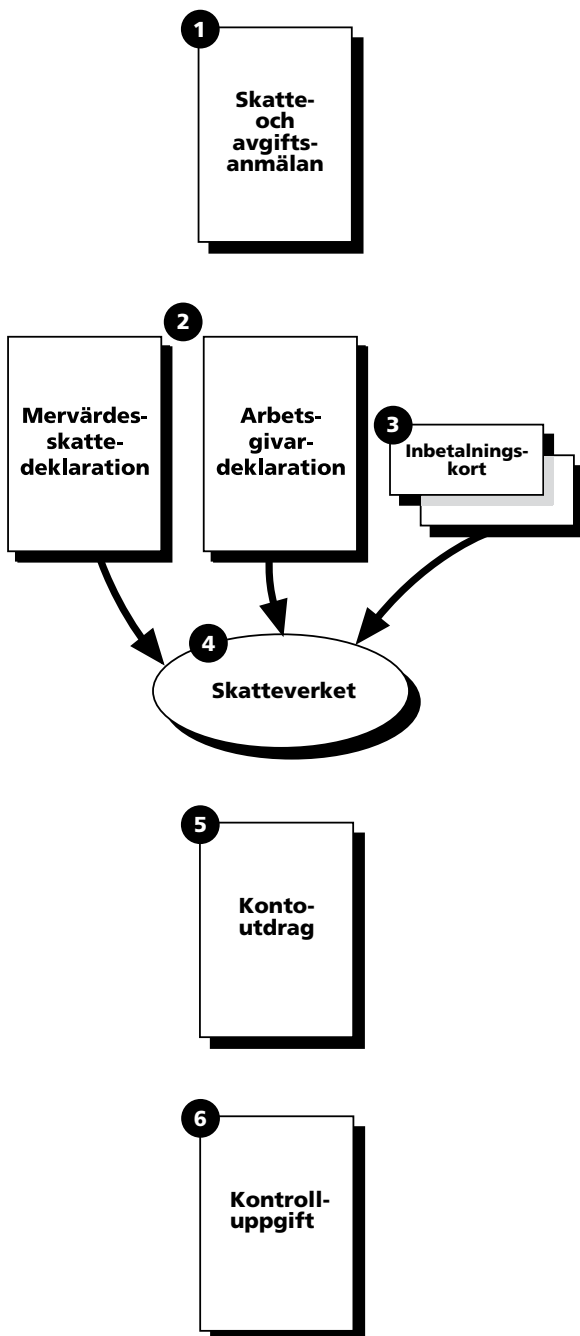 1
Skatte-
och
avgifts-
anmälan
2
Mervärdes-
skatte-
deklaration
Arbets-
givar-
deklaration
3
Inbetalnings-
kort
4
Skatteverket
5
Konto-
utdrag
6
Kontroll-
uppgift